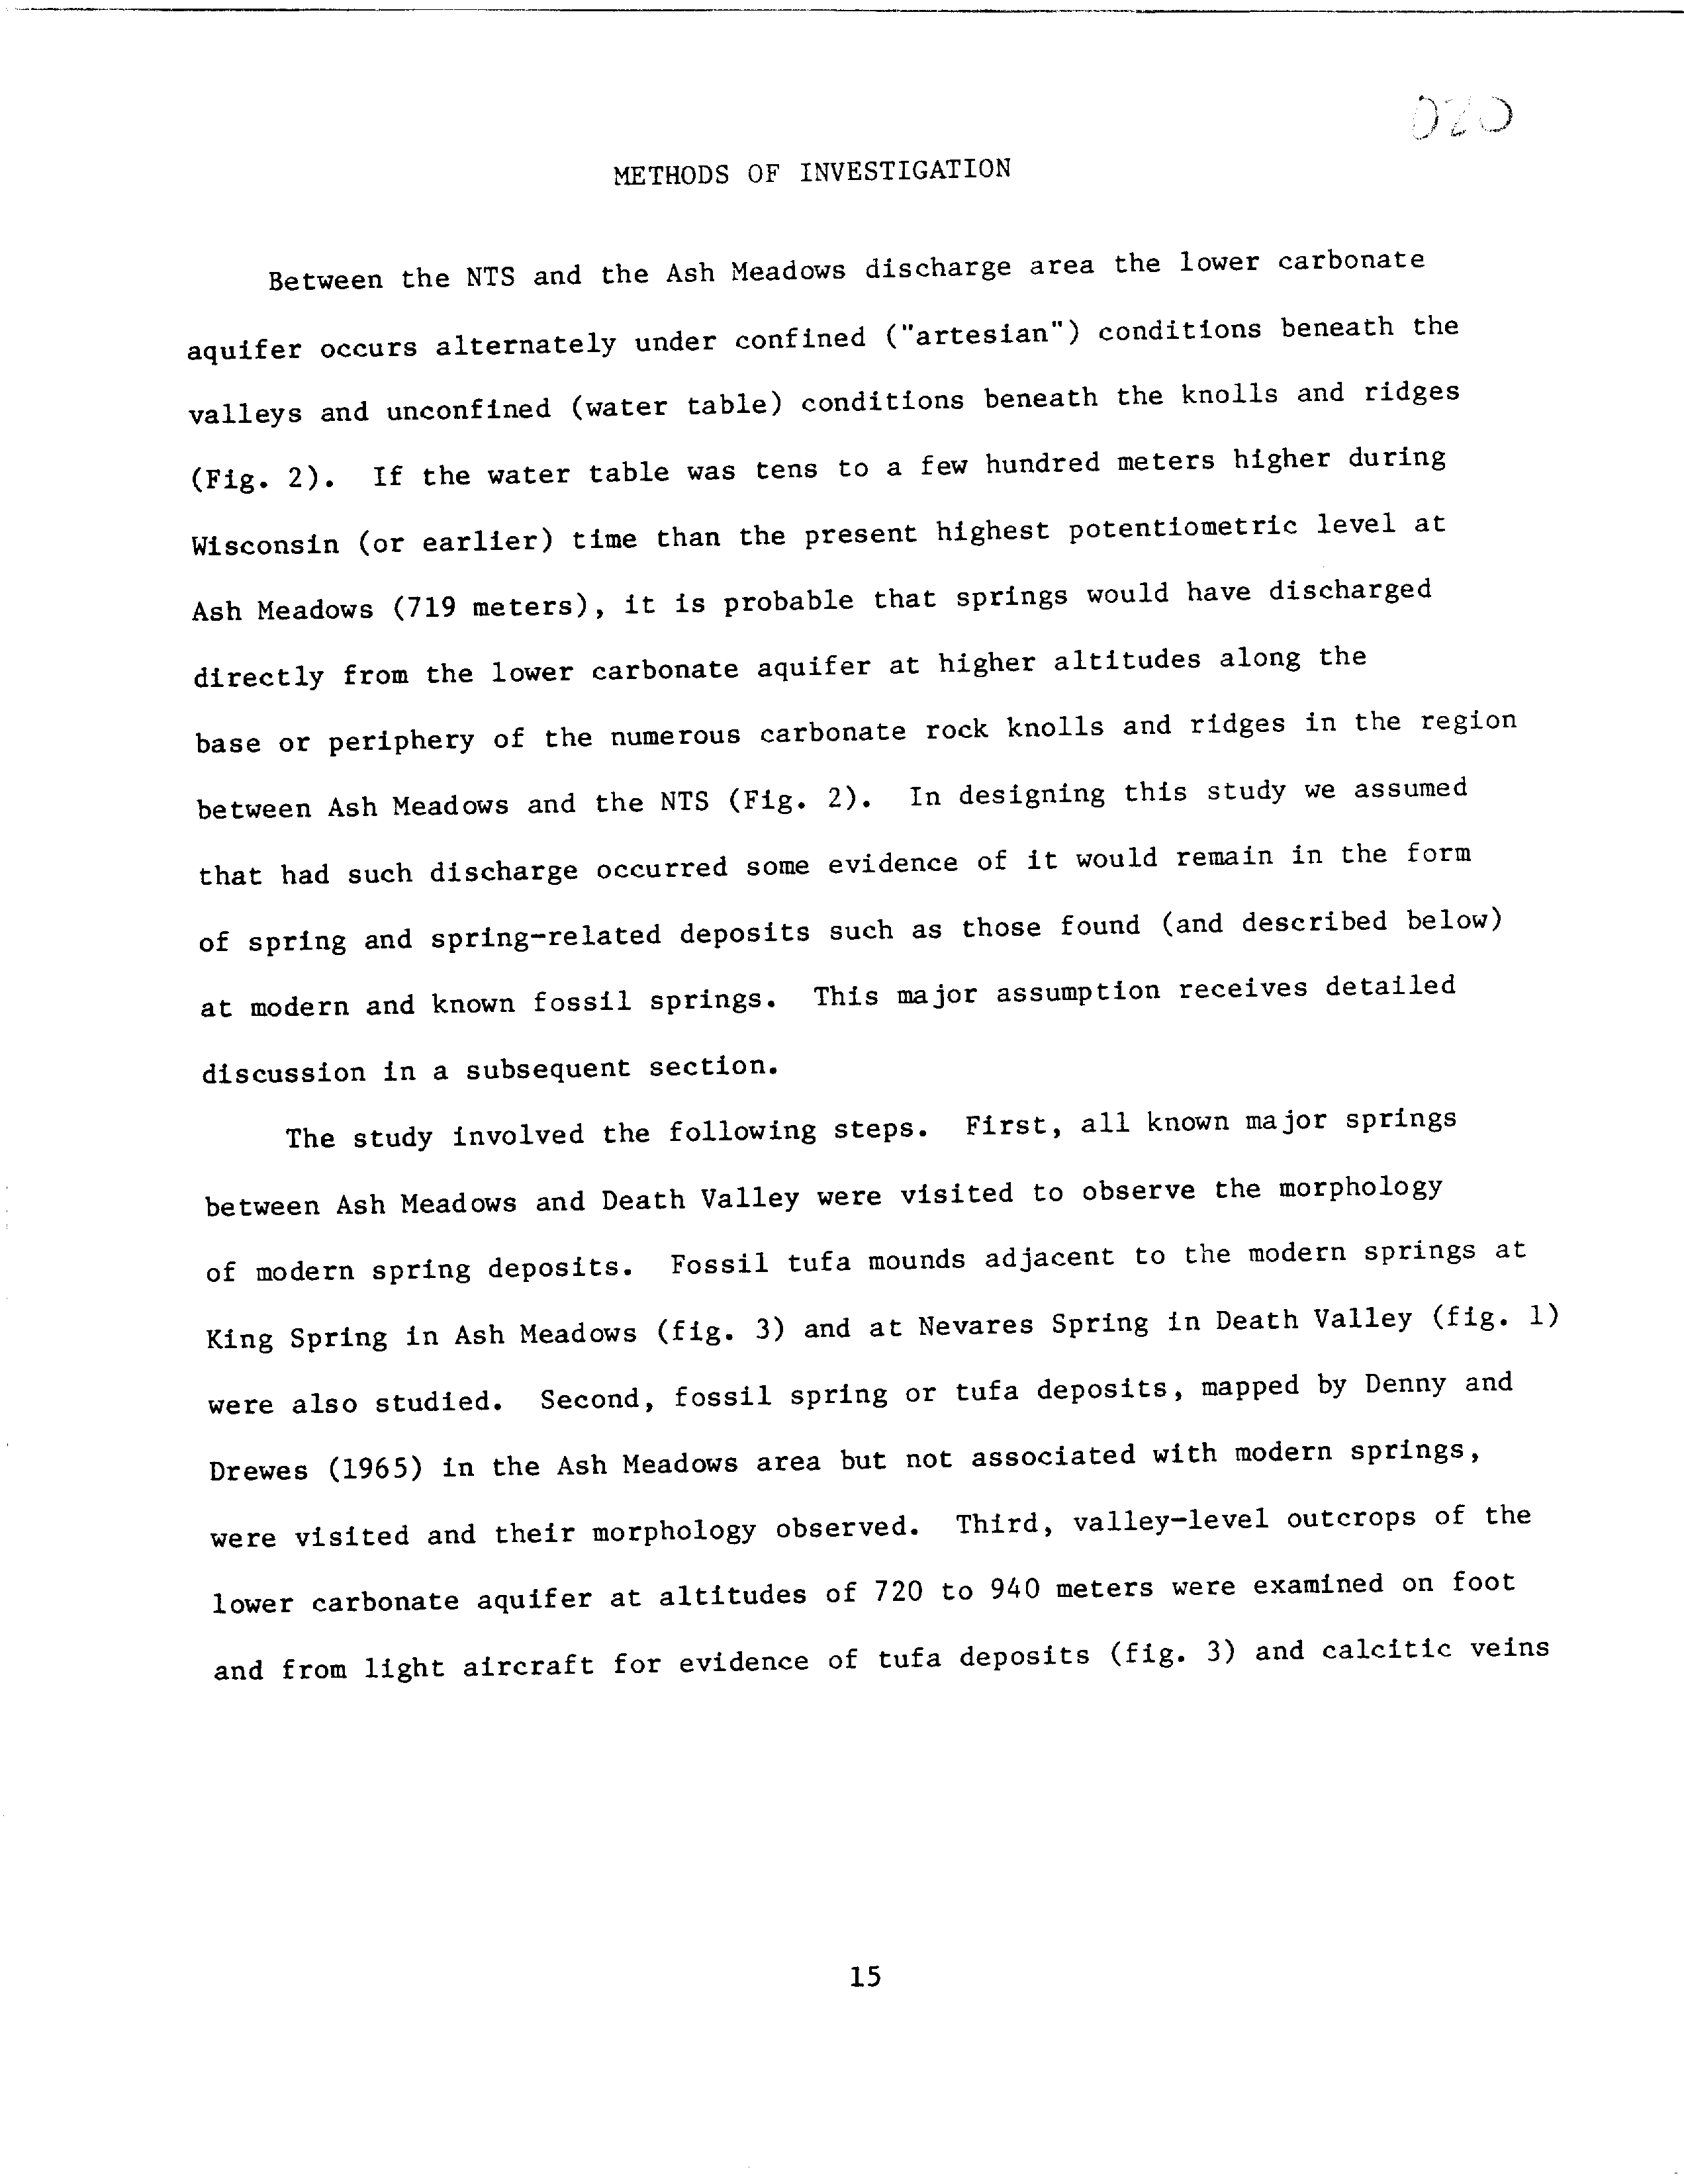 020
METHODS OF INVESTIGATION
Between the NTS and the Ash Meadows discharge area the lower carbonate
aquifer occurs alternately under confined ("artesian") conditions beneath the
valleys and unconfined (water table) conditions beneath the knolls and ridges
(Fig. 2). If the water table was tens to a few hundred meters higher during
Wisconsin (or earlier) time than the present highest potentiometric level at
Ash Meadows (719 meters), it is probable that springs would have discharged
directly from the lower carbonate aquifer at higher altitudes along the
base or periphery of the numerous carbonate rock knolls and ridges in the region
between Ash Meadows and the NTS (Fig. 2). In designing this study we assumed
that had such discharge occurred some evidence of it would remain in the form
of spring and spring-related deposits such as those found (and described below)
at modern and known fossil springs. This major assumption receives detailed
discussion in a subsequent section.
The study involved the following steps. First, all known major springs
between Ash Meadows and Death Valley were visited to observe the morphology
of modern spring deposits. Fossil tufa mounds adjacent to the modern springs at
King Spring in Ash Meadows (fig. 3) and at Nevares Spring in Death Valley (fig. 1)
were also studied. Second, fossil spring or tufa deposits, mapped by Denny and
Drewes (1965) in the Ash Meadows area but not associated with modern springs,
were visited and their morphology observed. Third, valley-level outcrops of the
lower carbonate aquifer at altitudes of 720 to 940 meters were examined on foot
and from light aircraft for evidence of tufa deposits (fig. 3) and calcitic veins
15